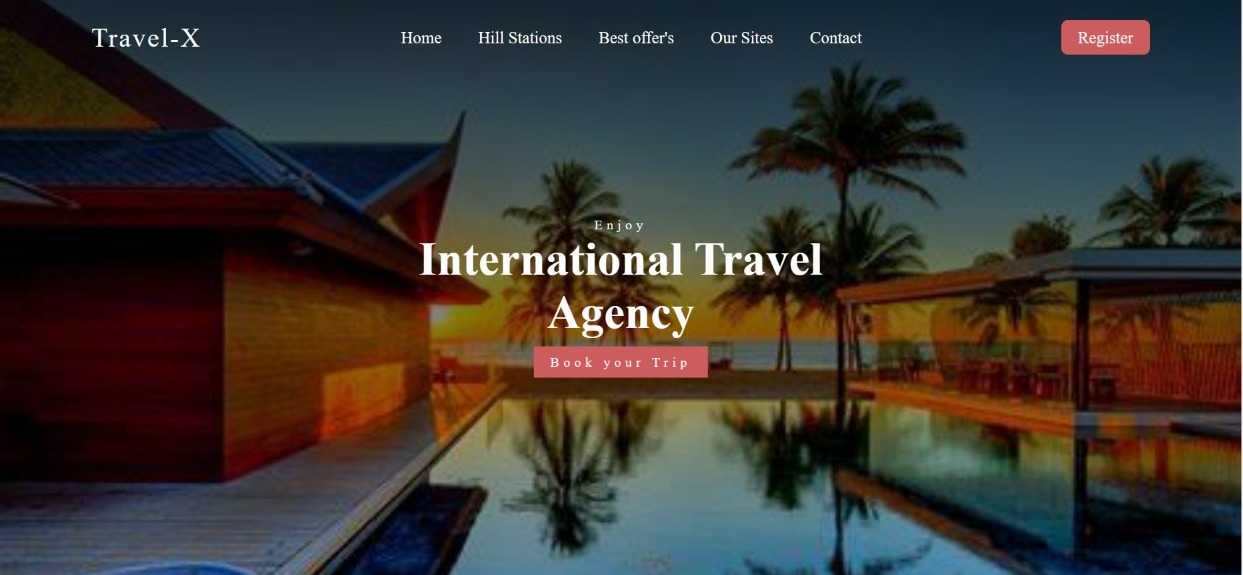 Travel-X
Home
Hill Stations
Best offer's
Our Sites
Contact
Register
Enjoy
International Travel
Agency
Book your Trip